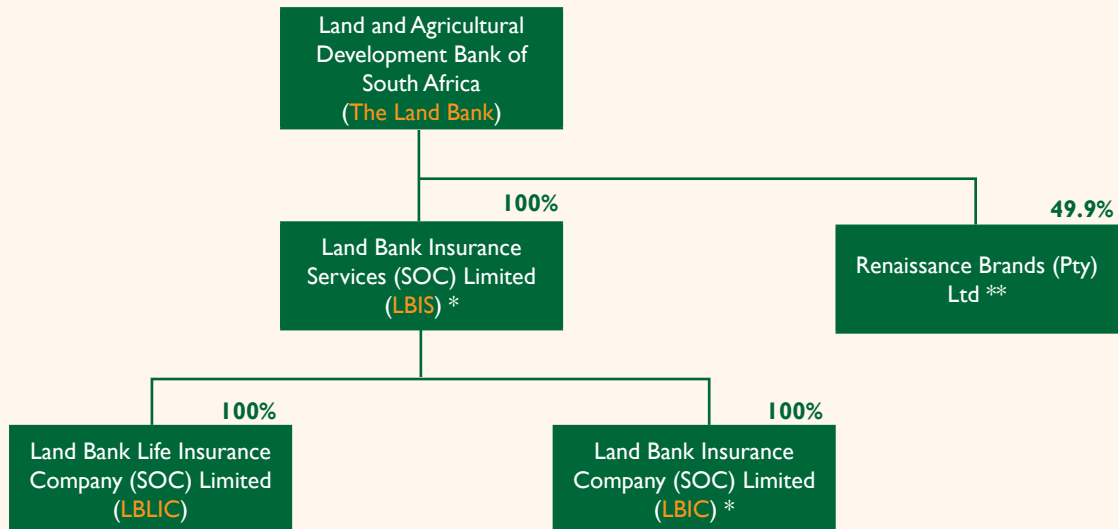 Land and Agricultural
Development Bank of
South Africa
(The Land Bank)
100%
49.9%
Land Bank Insurance
Services (SOC) Limited
(LBIS) *
Renaissance Brands (Pty)
Ltd **
100%
100%
Land Bank Life Insurance
Company (SOC) Limited
(LBLIC)
Land Bank Insurance
Company (SOC) Limited
(LBIC) *